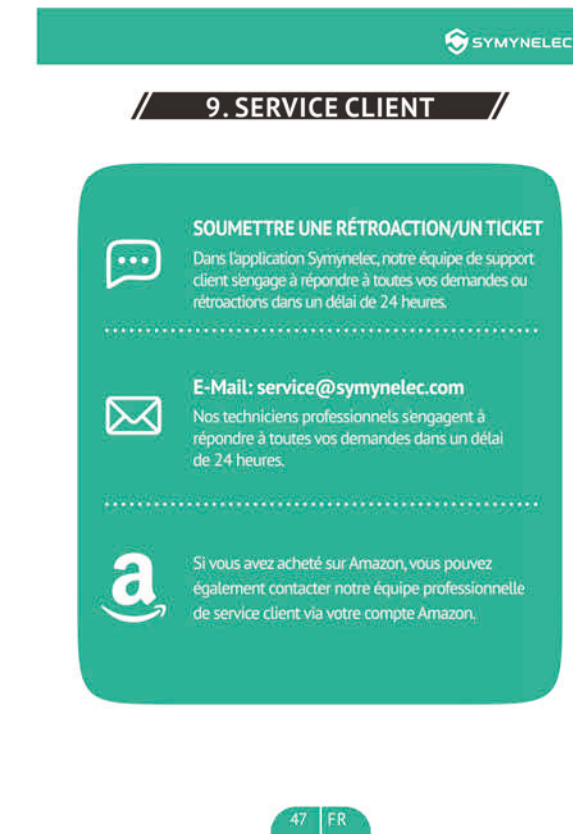 SYMYNELEC
9. SERVICE CLIENT
SOUMETTRE UNE RÉTROACTION/UN TICKET
Dans l'application Symynelec, notre équipe de support
client s'engage à répondre à toutes vos demandes ou
rétroactions dans un délai de 24 heures.
E-Mail: service@symynelec.com
Nos techniciens professionnels s'engagent à
répondre à toutes vos demandes dans un délai
de 24 heures.
Si vous avez acheté sur Amazon, vous pouvez
également contacter notre équipe professionnelle
de service client via votre compte Amazon.
47 FR